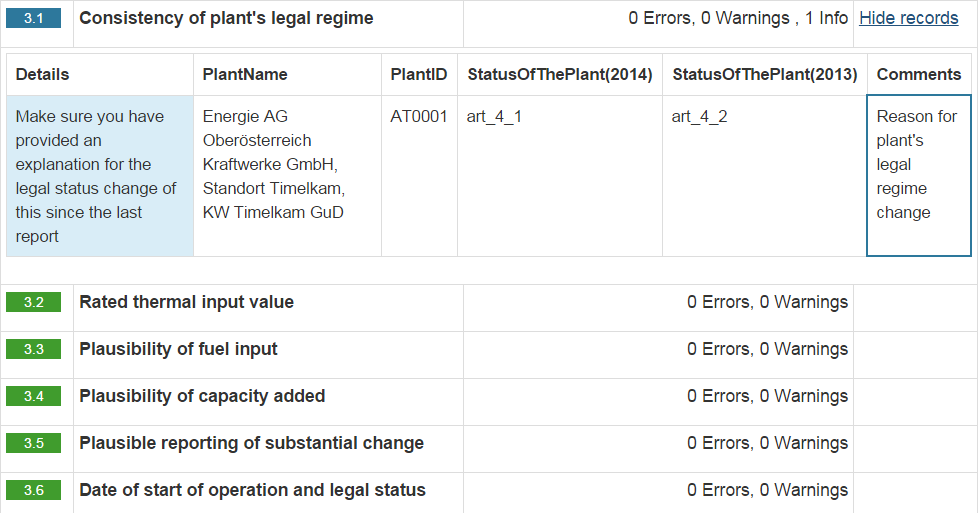 3.1 Consistency of plant's legal regime 0 Errors, 0 Warnings , 1 Info Hide records
Details PlantName PlantID StatusOfThePlant(2014) StatusOfThePlant(2013) Comments
Make sure you have
provided an
explanation for the
legal status change of
this since the last
report
Energie AG
Oberösterreich
Kraftwerke GmbH,
Standort Timelkam,
KW Timelkam GuD
AT0001
art_4_1
art_4_2
Reason for
plant's
legal
regime
change
3.2 Rated thermal input value 0 Errors, 0 Warnings
3.3 Plausibility of fuel input 0 Errors, 0 Warnings
3.4 Plausibility of capacity added 0 Errors, 0 Warnings
3.5 Plausible reporting of substantial change 0 Errors, 0 Warnings
3.6 Date of start of operation and legal status 0 Errors, 0 Warnings